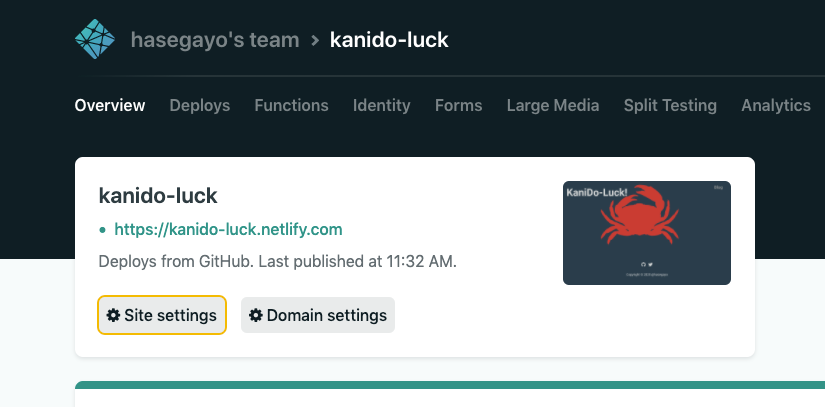 hasegayo's team > kanido-luck
Overview Deploys Functions Identity Forms Large Media Split Testing Analytics
kanido-luck
• https://kanido-luck.netlify.com
Deploys from GitHub. Last published at 11:32 AM.
Site settings Domain settings
KaniDo-Luck!